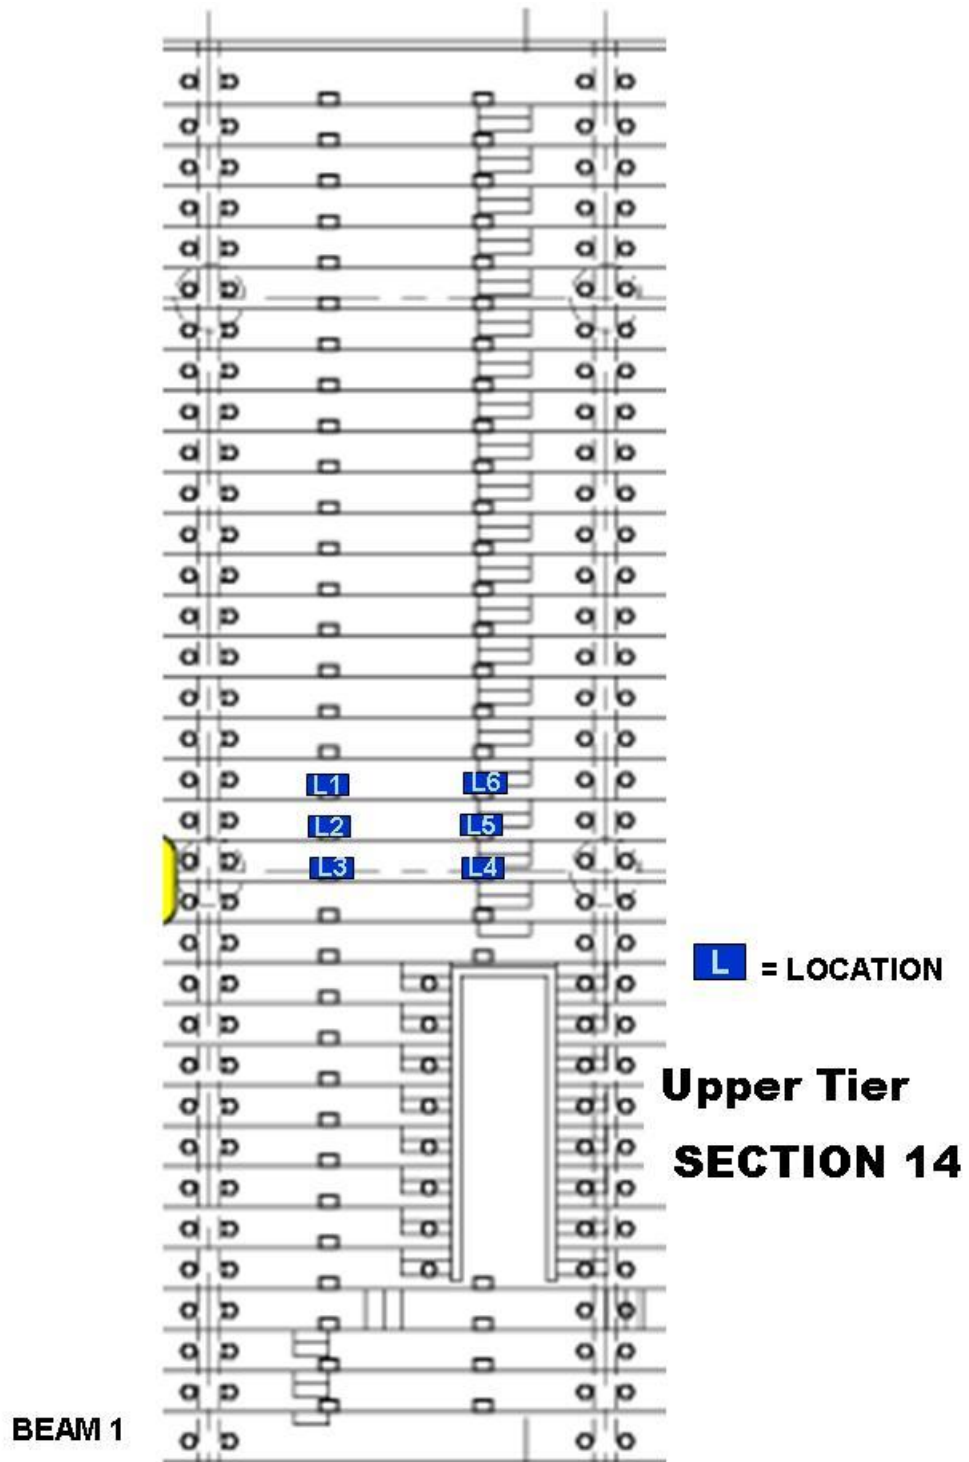 L1 L6
L2 L5
L3 L4
L = LOCATION
Upper Tier
SECTION 14
BEAM 1